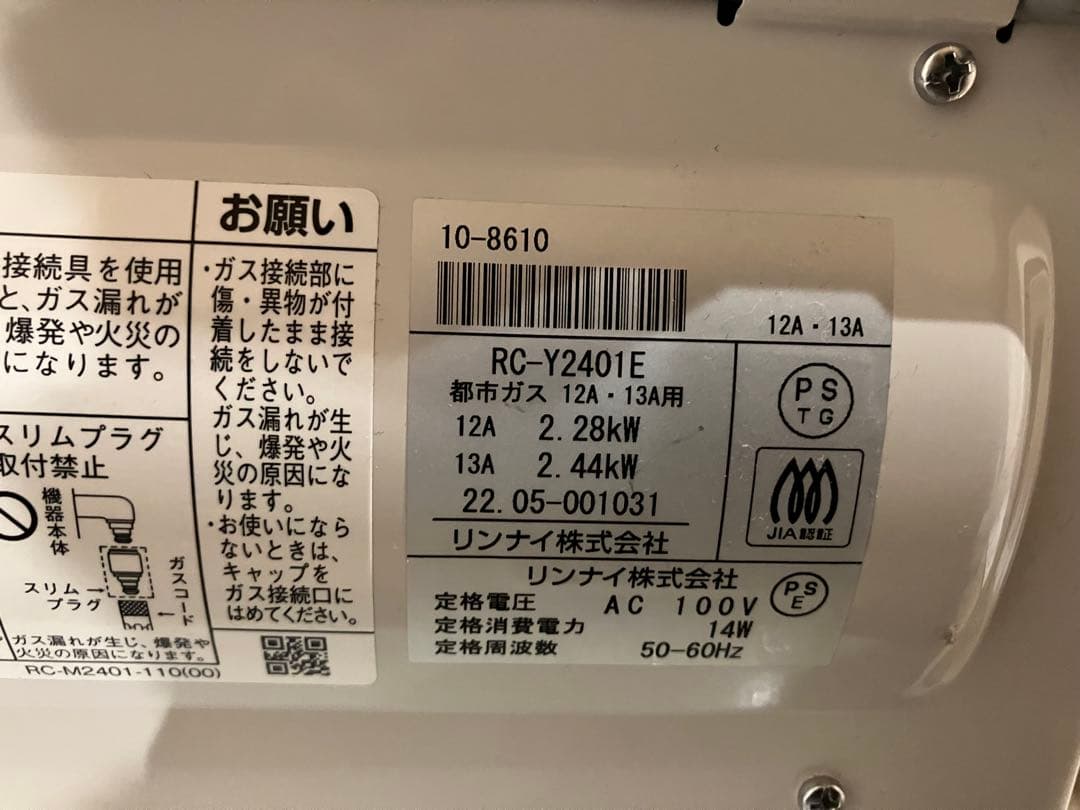 接続具を使用
と、ガス漏れが
爆発や火災の
になります。
スリムプラグ
取付禁止
機器本体
スリム
プラグ
ガスコード
ガス漏れが生じ、爆発や
火災の原因になります。
RC-M2401-110(00)
お願い
・ガス接続部に
傷・異物が付
着したまま接
続をしないで
ください。
ガス漏れが生
じ、爆発や火
災の原因にな
ります。
・お使いになら
ないときは、
キャップを
ガス接続口に
はめてください。
10-8610
12A・13A
RC-Y2401E
都市ガス 12A・13A用
12A 2.28kW
13A 2.44kW
22.05-001031
リンナイ株式会社
PS
TG
JIA認証
リンナイ株式会社
定格電圧 AC 100V
定格消費電力 14W
定格周波数 50-60Hz
PS
E